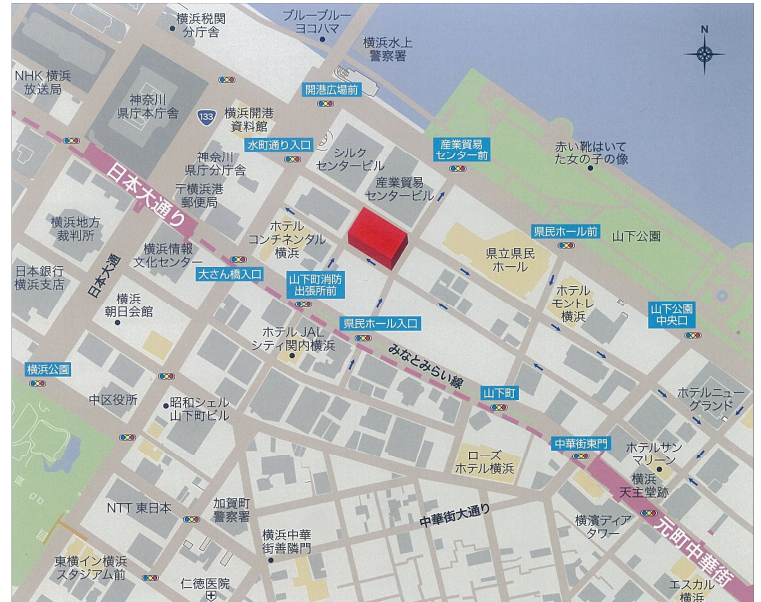 横浜税関
分庁舎
ブルーブルー
ヨコハマ
横浜水上
警察署
N
NHK 横浜
放送局
神奈川
県庁本庁舎
133
開港広場前
横浜開港
資料館
水町通り入口
シルク
センタービル
産業貿易
センター前
赤い靴はいて
た女の子の像
神奈川
県庁分庁舎
産業貿易
センタービル
日本大通り
〒横浜港
郵便局
横浜地方
裁判所
ホテル
コンチネンタル
横浜
県民ホール前
山下公園
県立県民
ホール
横浜情報
文化センター
日本大通
日本銀行
横浜支店
大さん橋入口
山下町消防
出張所前
ホテル
モントレ
横浜
横浜
朝日会館
県民ホール入口
山下公園
中央口
ホテル JAL
シティ関内横浜
みなとみらい線
横浜公園
中区役所
昭和シェル
山下町ビル
山下町
ホテルニュー
グランド
中華街東門
ローズ
ホテル横浜
ホテルサン
マリーン
横浜
天主堂跡
NTT 東日本
加賀町
警察署
中華街大通り
横濱ディア
タワー
元町中華街
横浜中華
街善隣門
東横イン横浜
スタジアム前
仁徳医院
エスカル
横浜